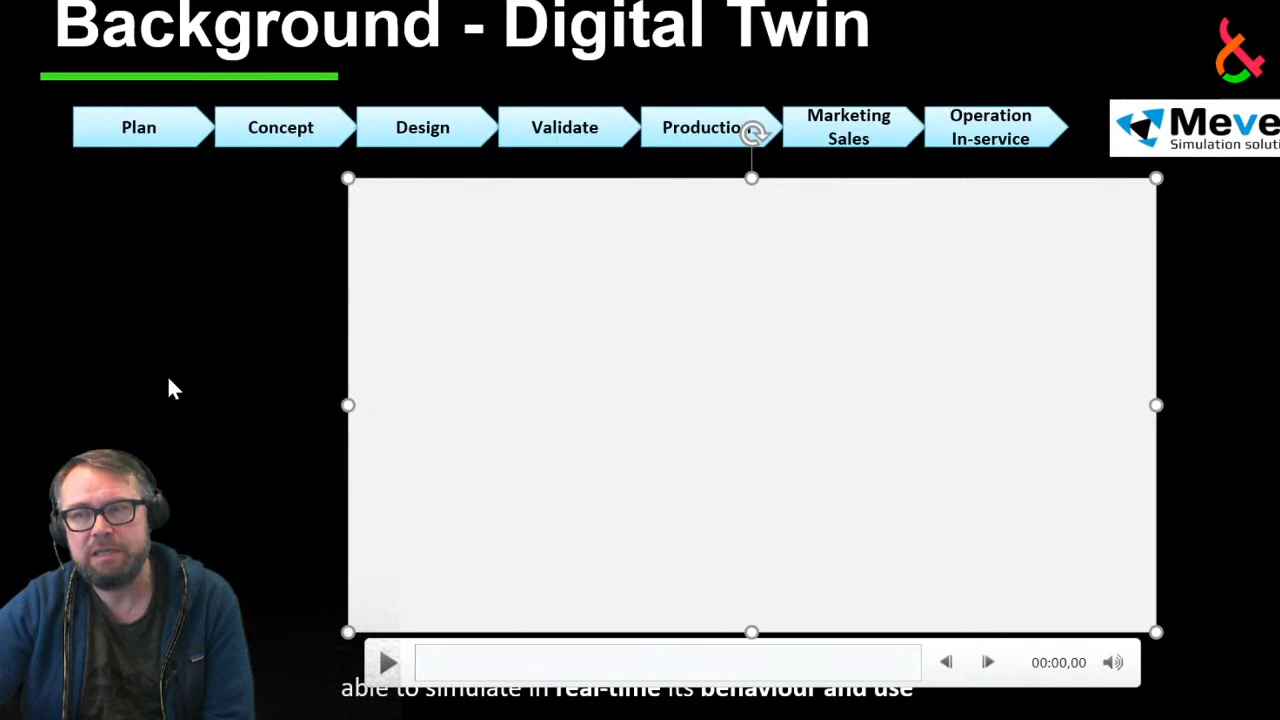 Background - Digital Twin
Plan
Concept
Design
Validate
Production
Marketing
Sales
Operation
In-service
Meve
Simulation soluti
00:00,00
able to simulate in real-time its behaviour and use